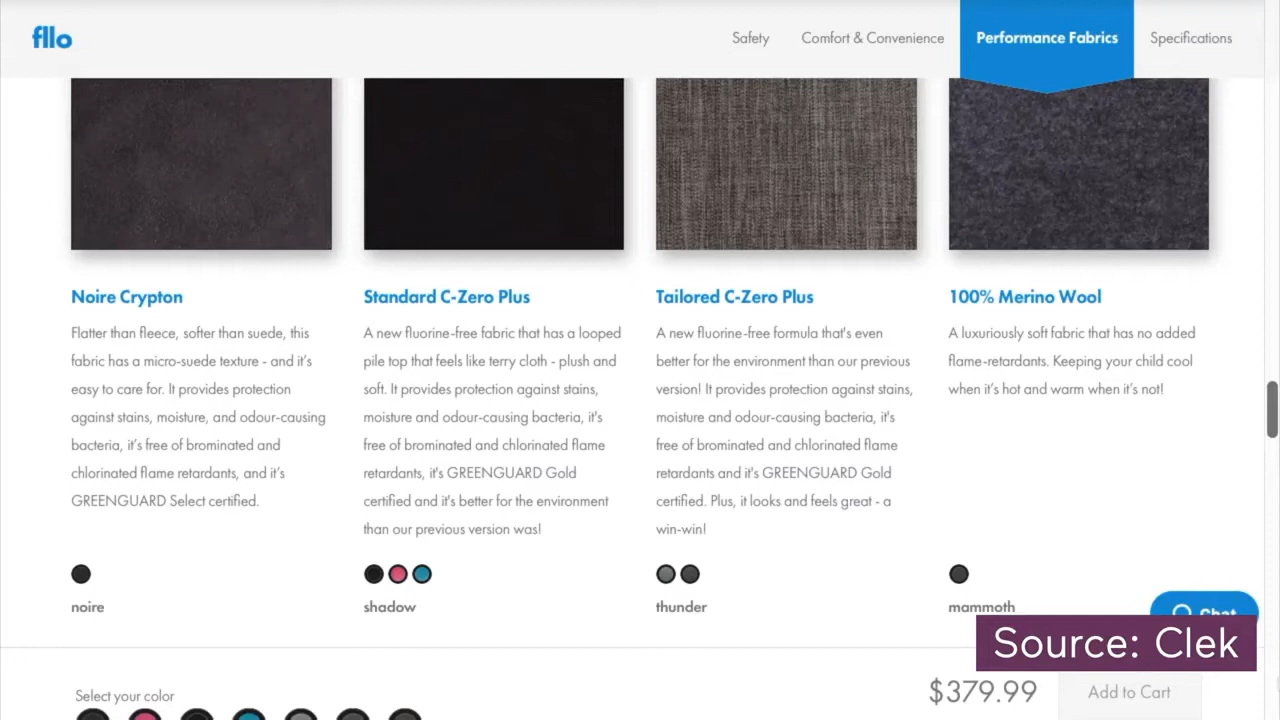 fllo
Safety
Comfort & Convenience
Performance Fabrics
Specifications
Noire Crypton
Flatter than fleece, softer than suede, this
fabric has a micro-suede texture - and it's
easy to care for. It provides protection
against stains, moisture, and odour-causing
bacteria, it's free of brominated and
chlorinated flame retardants, and it's
GREENGUARD Select certified.
noire
Standard C-Zero Plus
A new fluorine-free fabric that has a looped
pile top that feels like terry cloth - plush and
soft. It provides protection against stains,
moisture and odour-causing bacteria, it's
free of brominated and chlorinated flame
retardants, it's GREENGUARD Gold
certified and it's better for the environment
than our previous version was!
shadow
Tailored C-Zero Plus
A new fluorine-free formula that's even
better for the environment than our previous
version! It provides protection against stains,
moisture and odour-causing bacteria, it's
free of brominated and chlorinated flame
retardants and it's GREENGUARD Gold
certified. Plus, it looks and feels great - a
win-win!
thunder
100% Merino Wool
A luxuriously soft fabric that has no added
flame-retardants. Keeping your child cool
when it's hot and warm when it's not!
mammoth
Chat
Source: Clek
Select your color
$379.99
Add to Cart